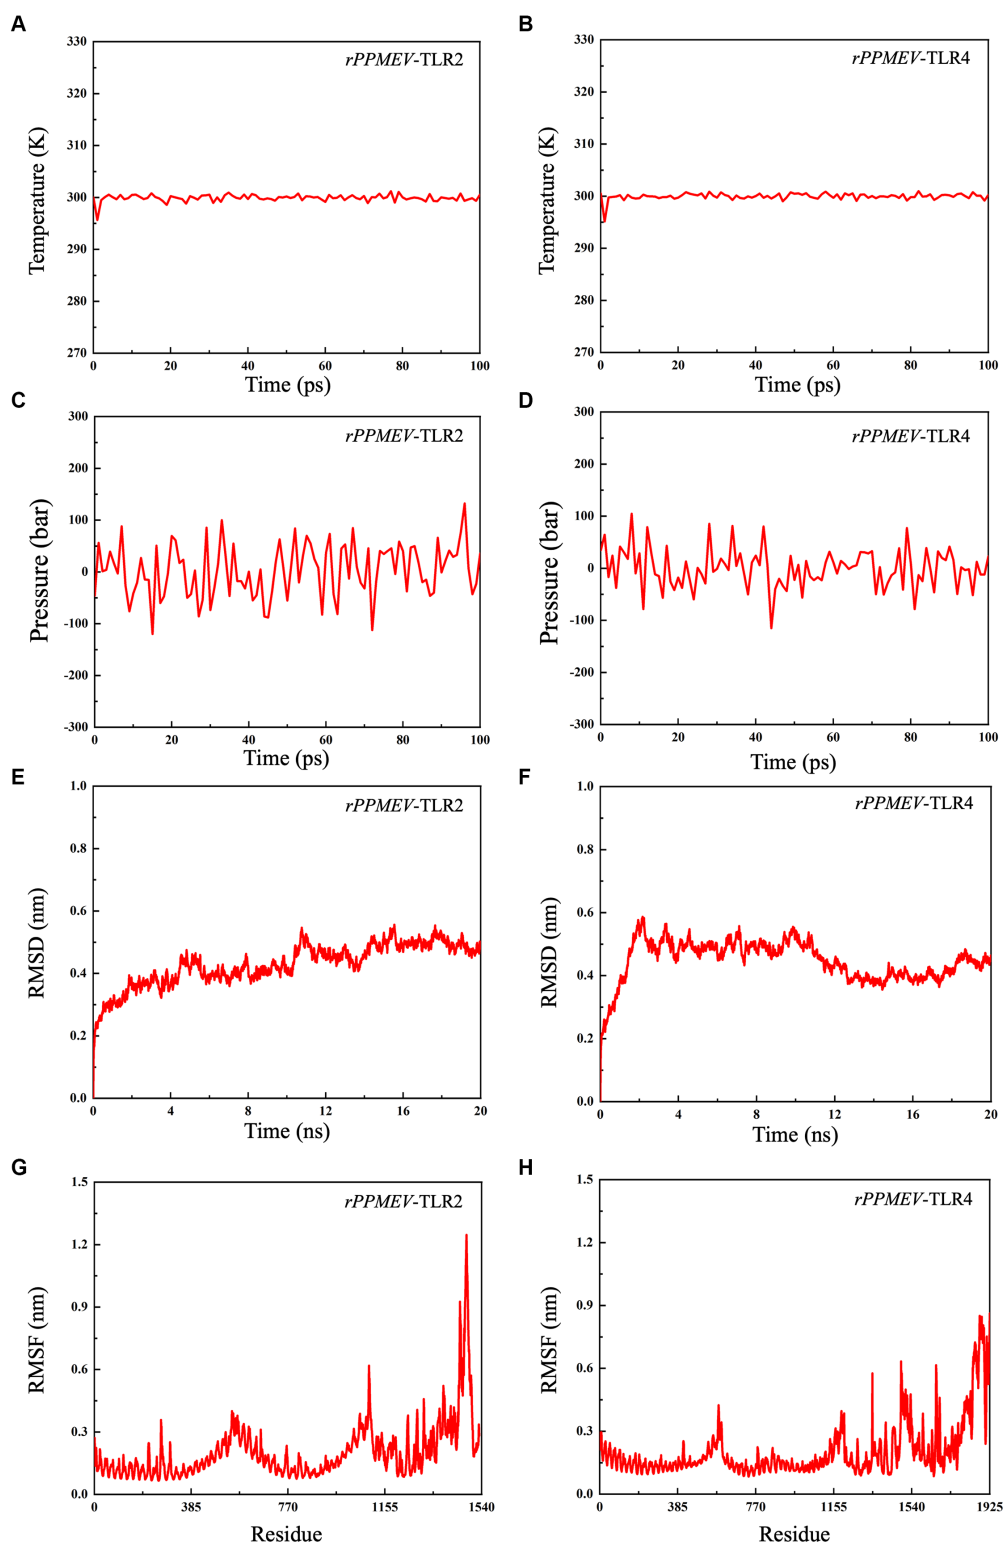 A
330
320
310
300
290
280
270
Temperature (K)
rPPMEV-TLR2
0 20 40 60 80 100
Time (ps)
B
330
320
310
300
290
280
270
Temperature (K)
rPPMEV-TLR4
0 20 40 60 80 100
Time (ps)
C
300
200
100
0
-100
-200
-300
Pressure (bar)
rPPMEV-TLR2
0 20 40 60 80 100
Time (ps)
D
300
200
100
0
-100
-200
-300
Pressure (bar)
rPPMEV-TLR4
0 20 40 60 80 100
Time (ps)
E
1.0
0.8
0.6
0.4
0.2
0.0
RMSD (nm)
rPPMEV-TLR2
0 4 8 12 16 20
Time (ns)
F
1.0
0.8
0.6
0.4
0.2
0.0
RMSD (nm)
rPPMEV-TLR4
0 4 8 12 16 20
Time (ns)
G
1.5
1.2
0.9
0.6
0.3
0.0
RMSF (nm)
rPPMEV-TLR2
0 385 770 1155 1540
Residue
H
1.5
1.2
0.9
0.6
0.3
0.0
RMSF (nm)
rPPMEV-TLR4
0 385 770 1155 1540 1925
Residue